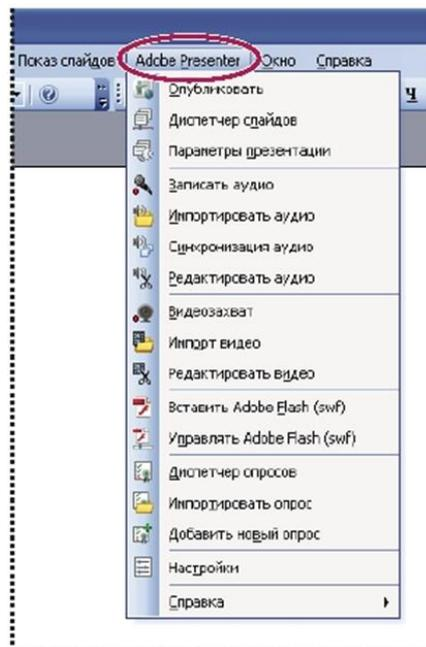 Показ слайдов Adobe Presenter Окно Справка
Ч
Опубликовать
Диспетчер слайдов
Параметры презентации
Записать аудио
Импортировать аудио
Синхронизация аудио
Редактировать аудио
Видеозахват
Импорт видео
Редактировать видео
Вставить Adobe Flash (swf)
Управлять Adobe Flash (swf)
Диспетчер опросов
Импортировать опрос
Добавить новый опрос
Настройки
Справка